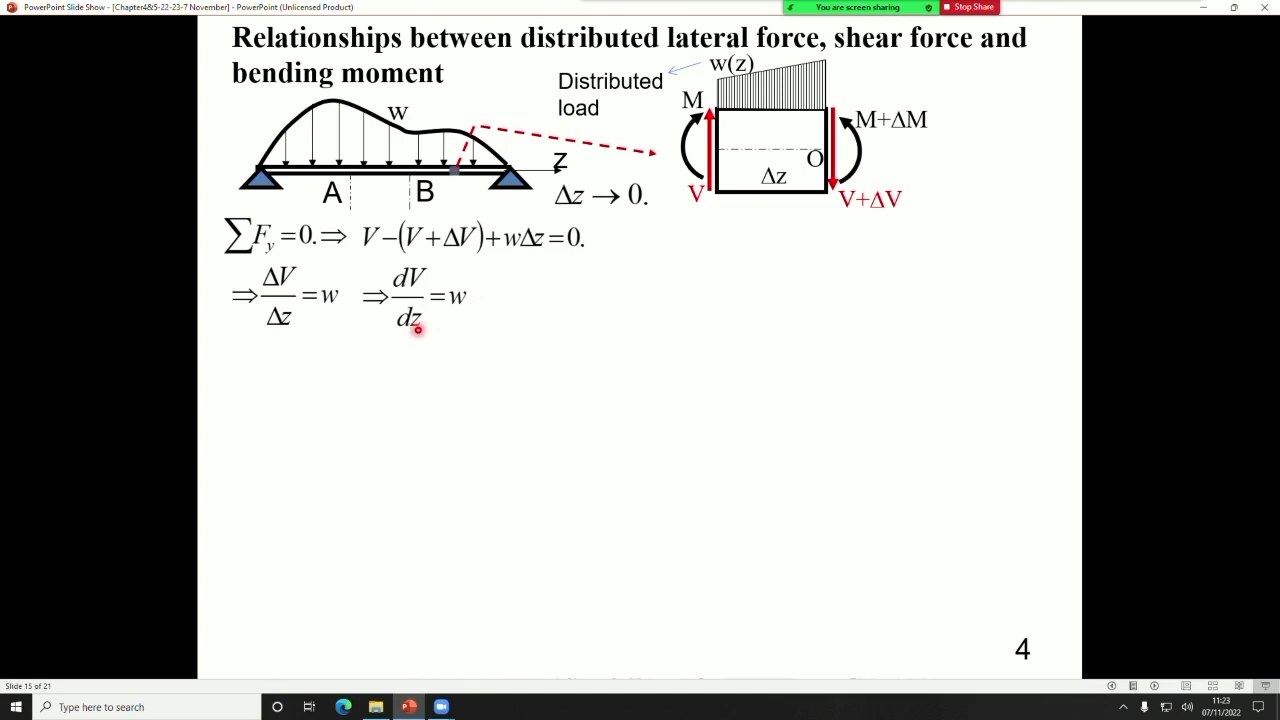 PowerPoint Slide Show - [Chapter4&5-22-23-7 November] - PowerPoint (Unlicensed Product)
You are screen sharing
Stop Share
Relationships between distributed lateral force, shear force and
bending moment
Distributed
load
w(z)
w
z
A
B
Δz → 0.
M
M+ΔM
O
Δz
V
V+ΔV
∑F_y = 0. ⇒ V − (V + ΔV) + wΔz = 0.
⇒ ΔV/Δz = w ⇒ dV/dz = w
4
Slide 15 of 21
Type here to search
11:23
07/11/2022